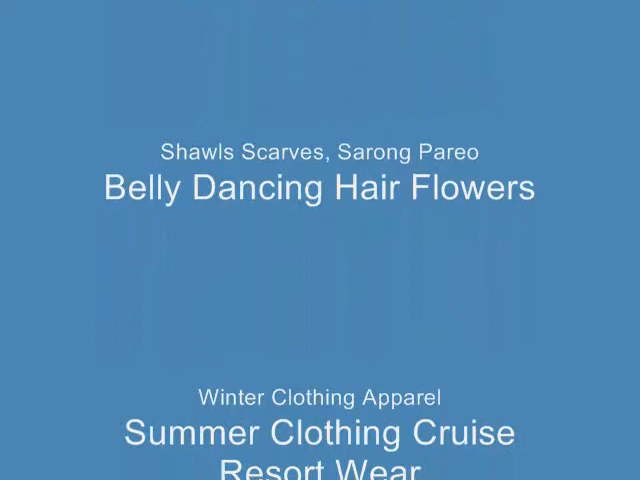 Shawls Scarves, Sarong Pareo
Belly Dancing Hair Flowers
Winter Clothing Apparel
Summer Clothing Cruise
Resort Wear